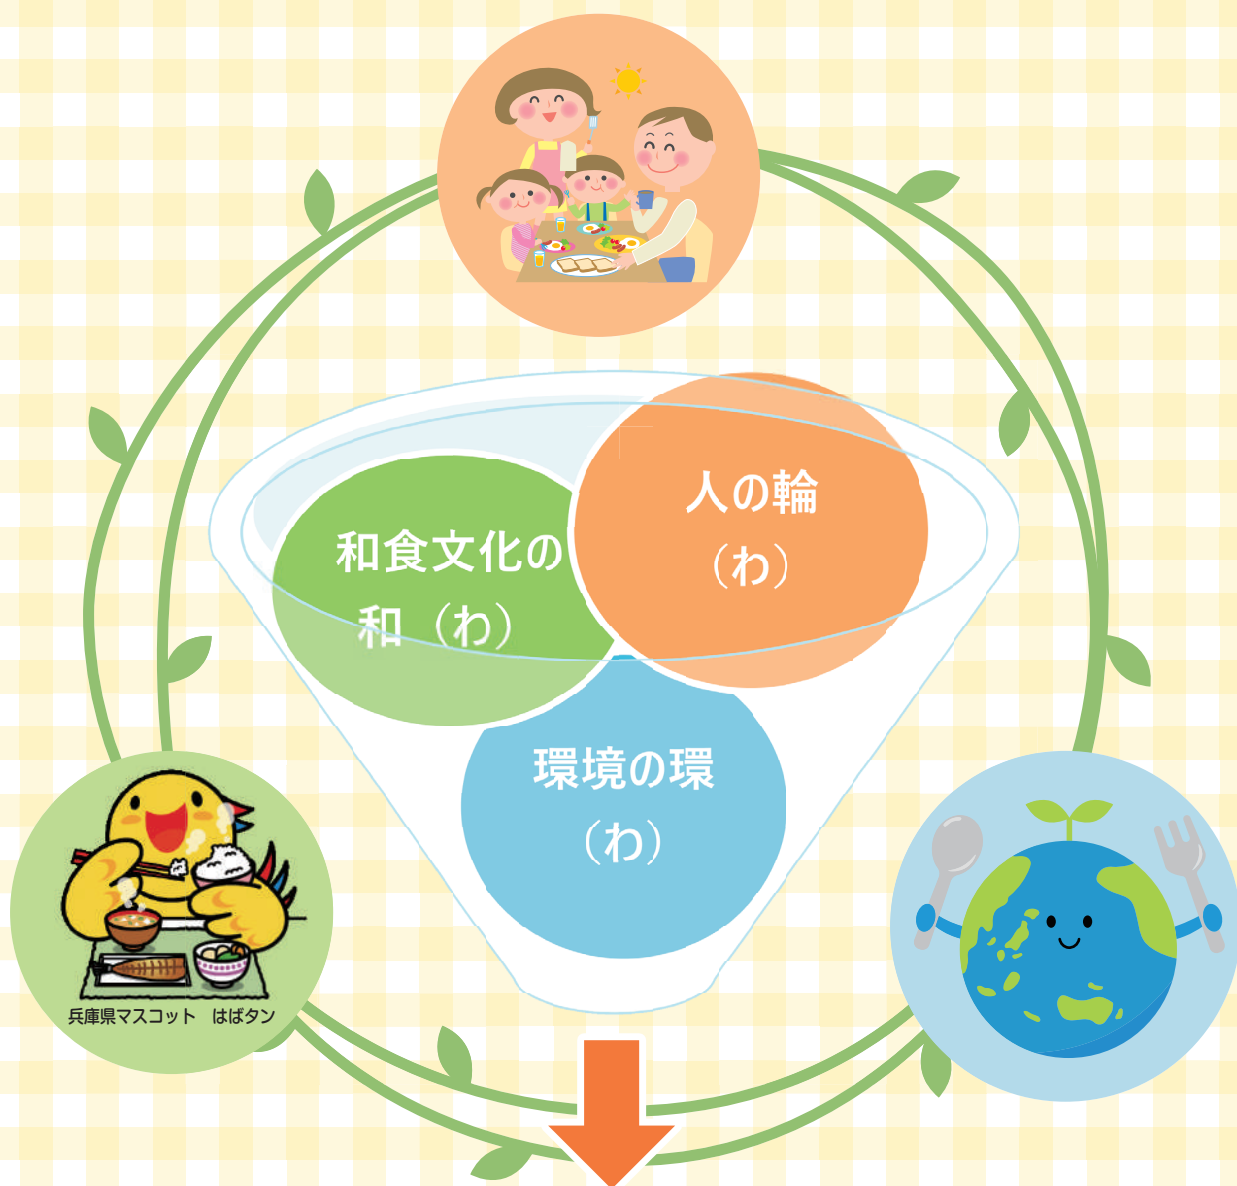 人の輪
（わ）
和食文化の
和（わ）
環境の環
（わ）
兵庫県マスコット　はばタン